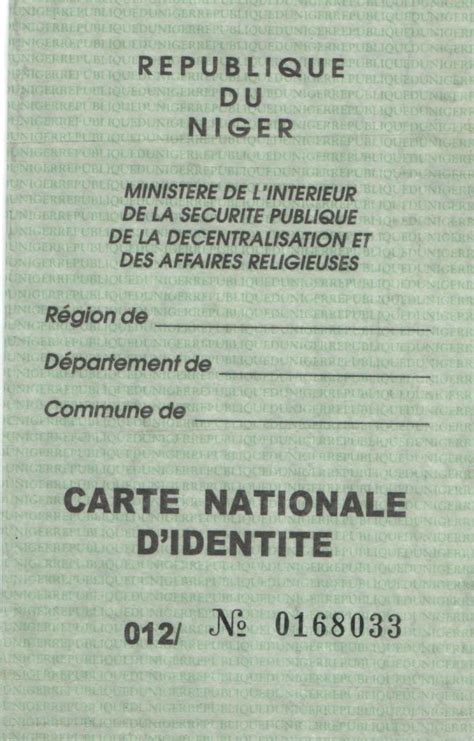 REPUBLIQUE
DU
NIGER
MINISTERE DE L'INTERIEUR
DE LA SECURITE PUBLIQUE
DE LA DECENTRALISATION ET
DES AFFAIRES RELIGIEUSES
Région de
Département de
Commune de
CARTE NATIONALE
D'IDENTITE
012/ № 0168033